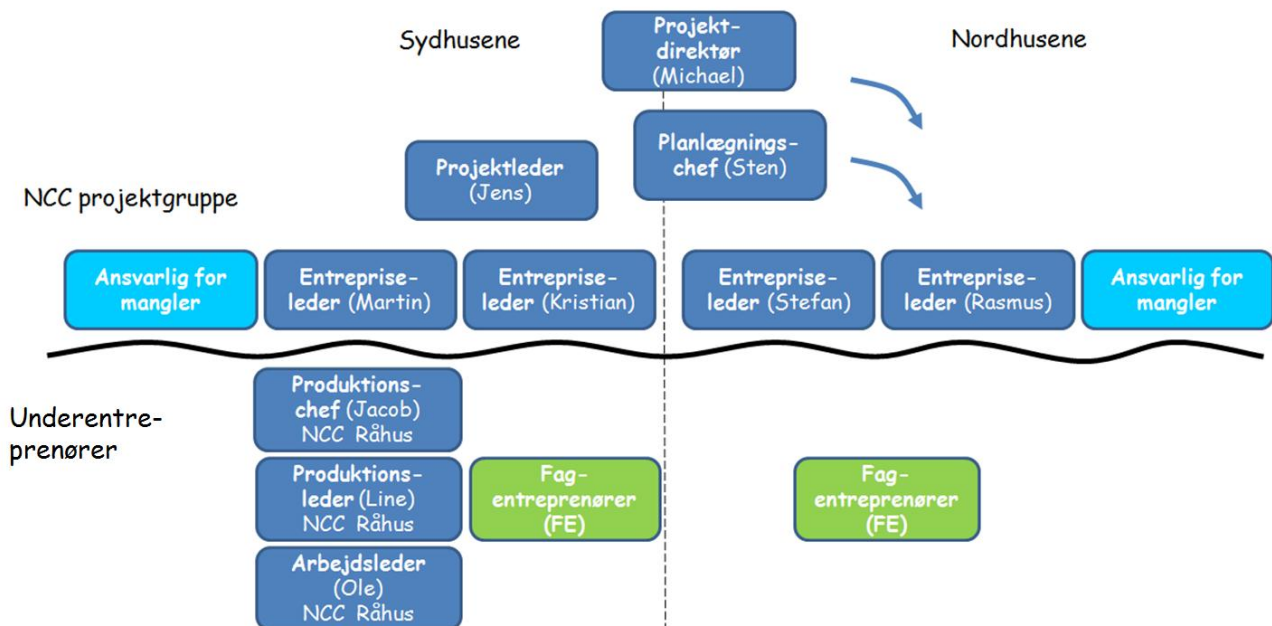 Sydhusene
Projekt-
direktør
(Michael)
Nordhusene
Projektleder
(Jens)
Planlægnings-
chef (Sten)
NCC projektgruppe
Ansvarlig for
mangler
Entreprise-
leder (Martin)
Entreprise-
leder (Kristian)
Entreprise-
leder (Stefan)
Entreprise-
leder (Rasmus)
Ansvarlig for
mangler
Underentre-
prenører
Produktions-
chef (Jacob)
NCC Råhus
Produktions-
leder (Line)
NCC Råhus
Fag-
entreprenører
(FE)
Fag-
entreprenører
(FE)
Arbejdsleder
(Ole)
NCC Råhus